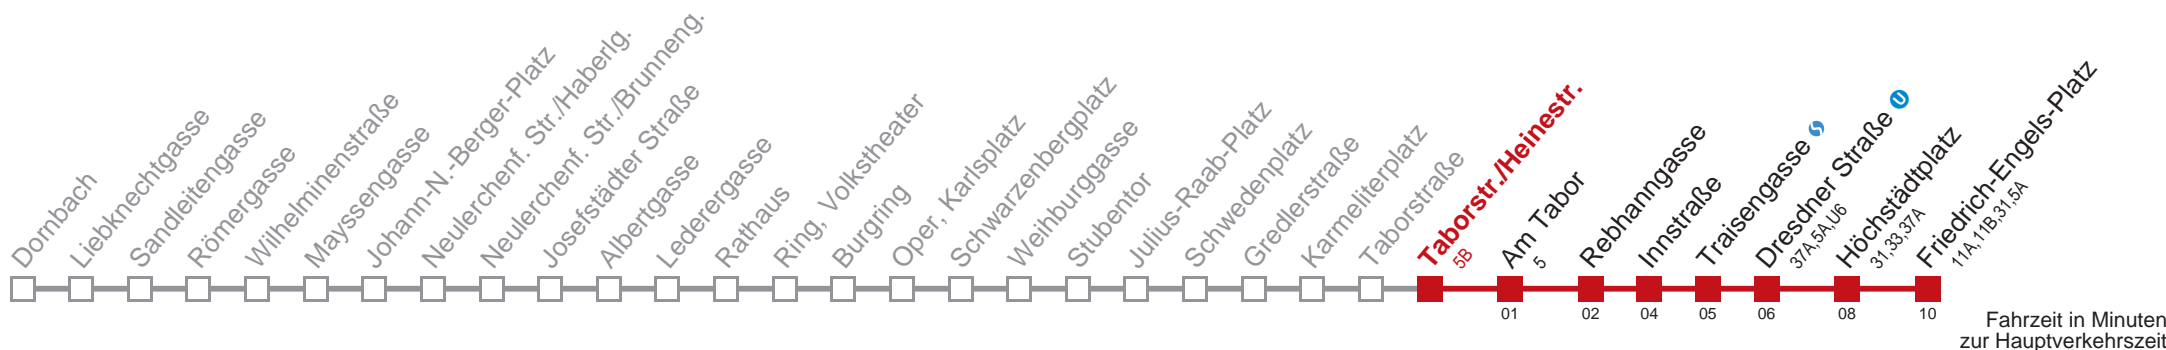 Dornbach
Liebknechtgasse
Sandleitengasse
Römergasse
Wilhelminenstraße
Mayssengasse
Johann-N.-Berger-Platz
Neulerchenf. Str./Haberlg.
Neulerchenf. Str./Brunneng.
Josefstädter Straße
Albertgasse
Lederergasse
Rathaus
Ring, Volkstheater
Burgring
Oper, Karlsplatz
Schwarzenbergplatz
Weihburggasse
Stubentor
Julius-Raab-Platz
Schwedenplatz
Gredlerstraße
Karmeliterplatz
Taborstraße
Taborstr./Heinestr.
5B
Am Tabor
5
01
Rebhanngasse
02
Innstraße
04
Traisengasse S
05
Dresdner Straße U
37A,5A,U6
06
Höchstädtplatz
31,33,37A
08
Friedrich-Engels-Platz
11A,11B,31,5A
10
Fahrzeit in Minuten
zur Hauptverkehrszeit